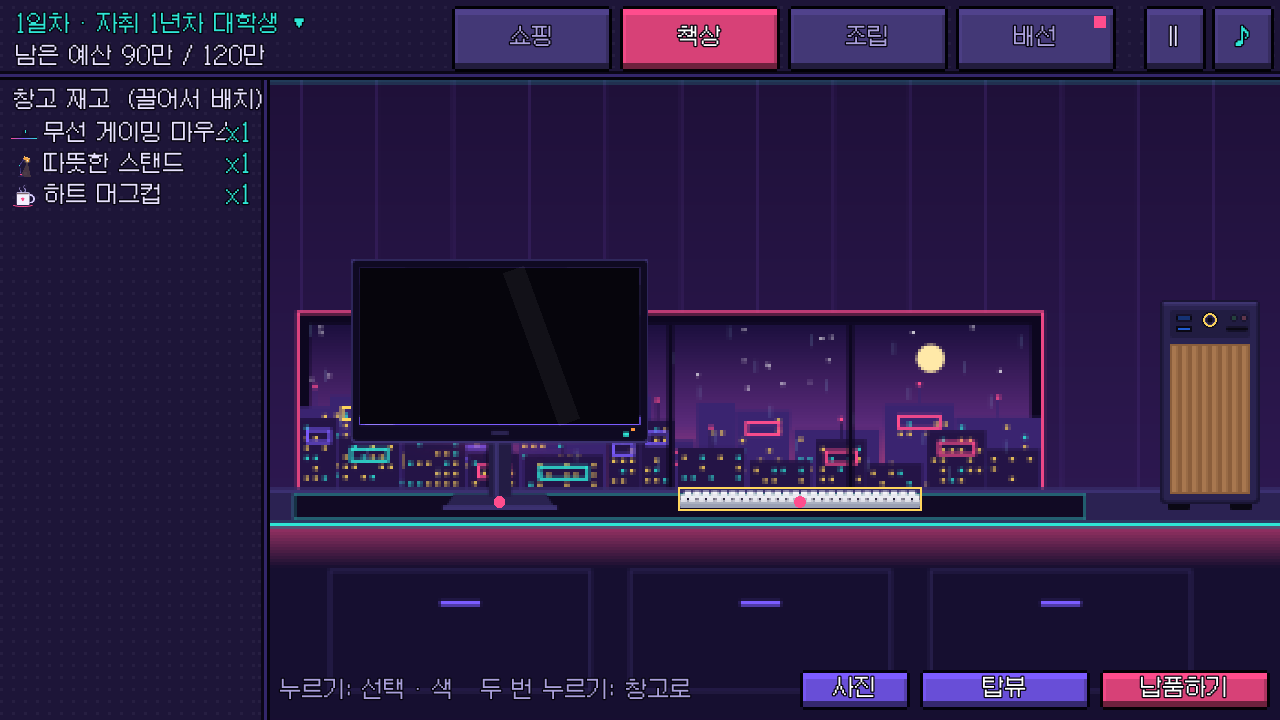 1일차 · 자취 1년차 대학생 ▼
남은 예산 90만 / 120만
쇼핑
책상
조립
배선
창고 재고 (끌어서 배치)
무선 게이밍 마우스 x1
따뜻한 스탠드 x1
하트 머그컵 x1
누르기: 선택 · 색 두 번 누르기: 창고로
사진
탑뷰
납품하기